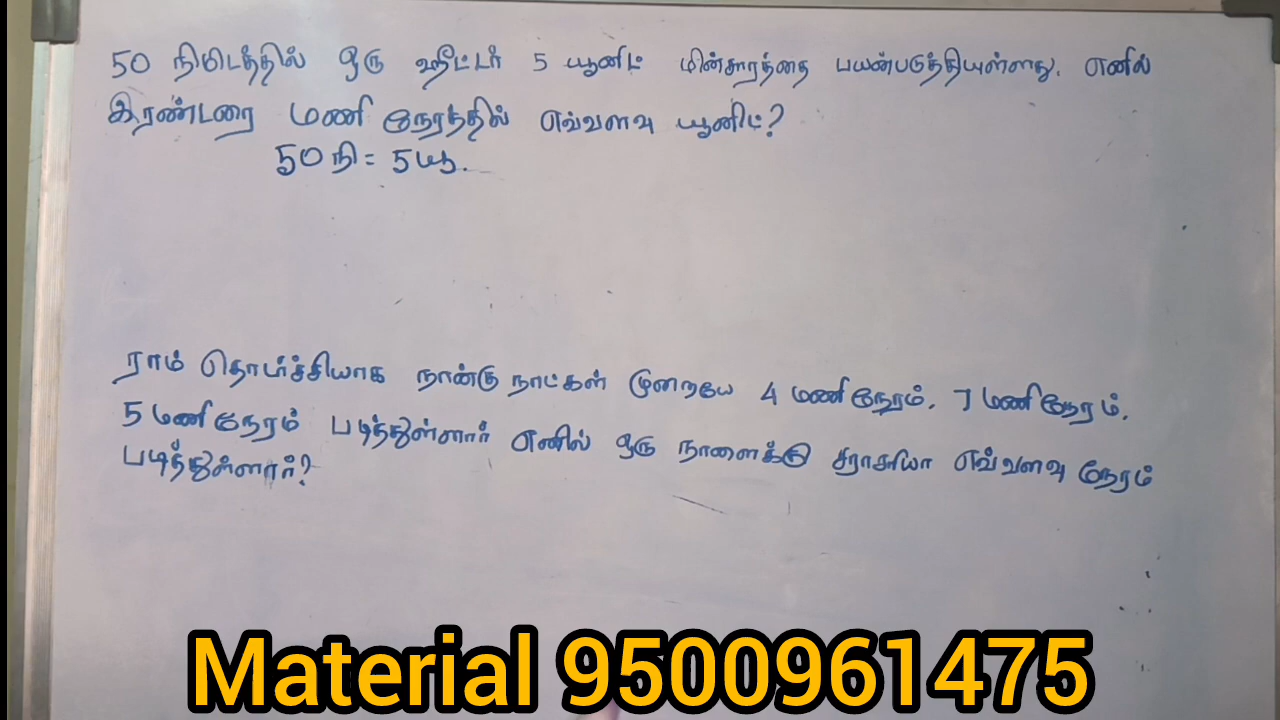 50 நிமிடத்தில் ஒரு ஹீட்டர் 5 யூனிட் மின்சாரத்தை பயன்படுத்தியுள்ளது. எனில்
இரண்டரை மணி நேரத்தில் எவ்வளவு யூனிட்?
50 நி = 5 யூ.
ராம் தொடர்ச்சியாக நான்கு நாட்கள் முறையே 4 மணிநேரம், 7 மணிநேரம்,
5 மணிநேரம் படித்துள்ளார் எனில் ஒரு நாளைக்கு சராசரியா எவ்வளவு நேரம்
படித்துள்ளார்?
Material 9500961475